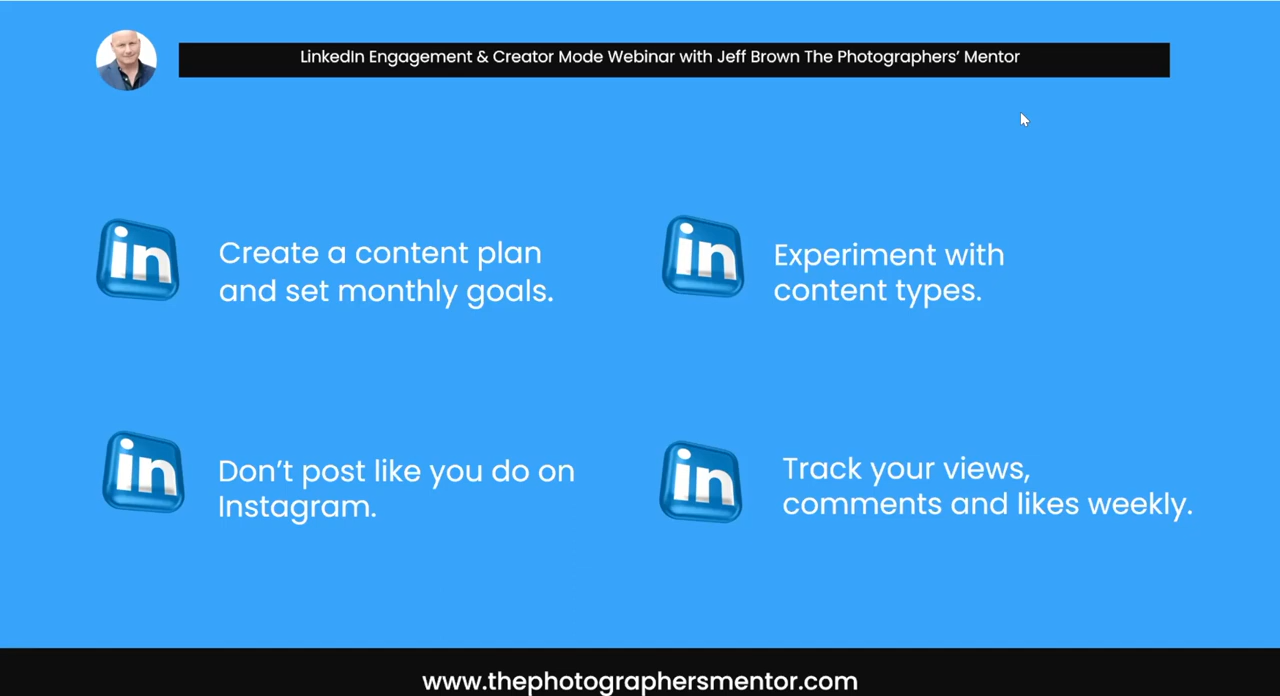 LinkedIn Engagement & Creator Mode Webinar with Jeff Brown The Photographers’ Mentor
in
Create a content plan
and set monthly goals.
in
Experiment with
content types.
in
Don’t post like you do on
Instagram.
in
Track your views,
comments and likes weekly.
www.thephotographersmentor.com